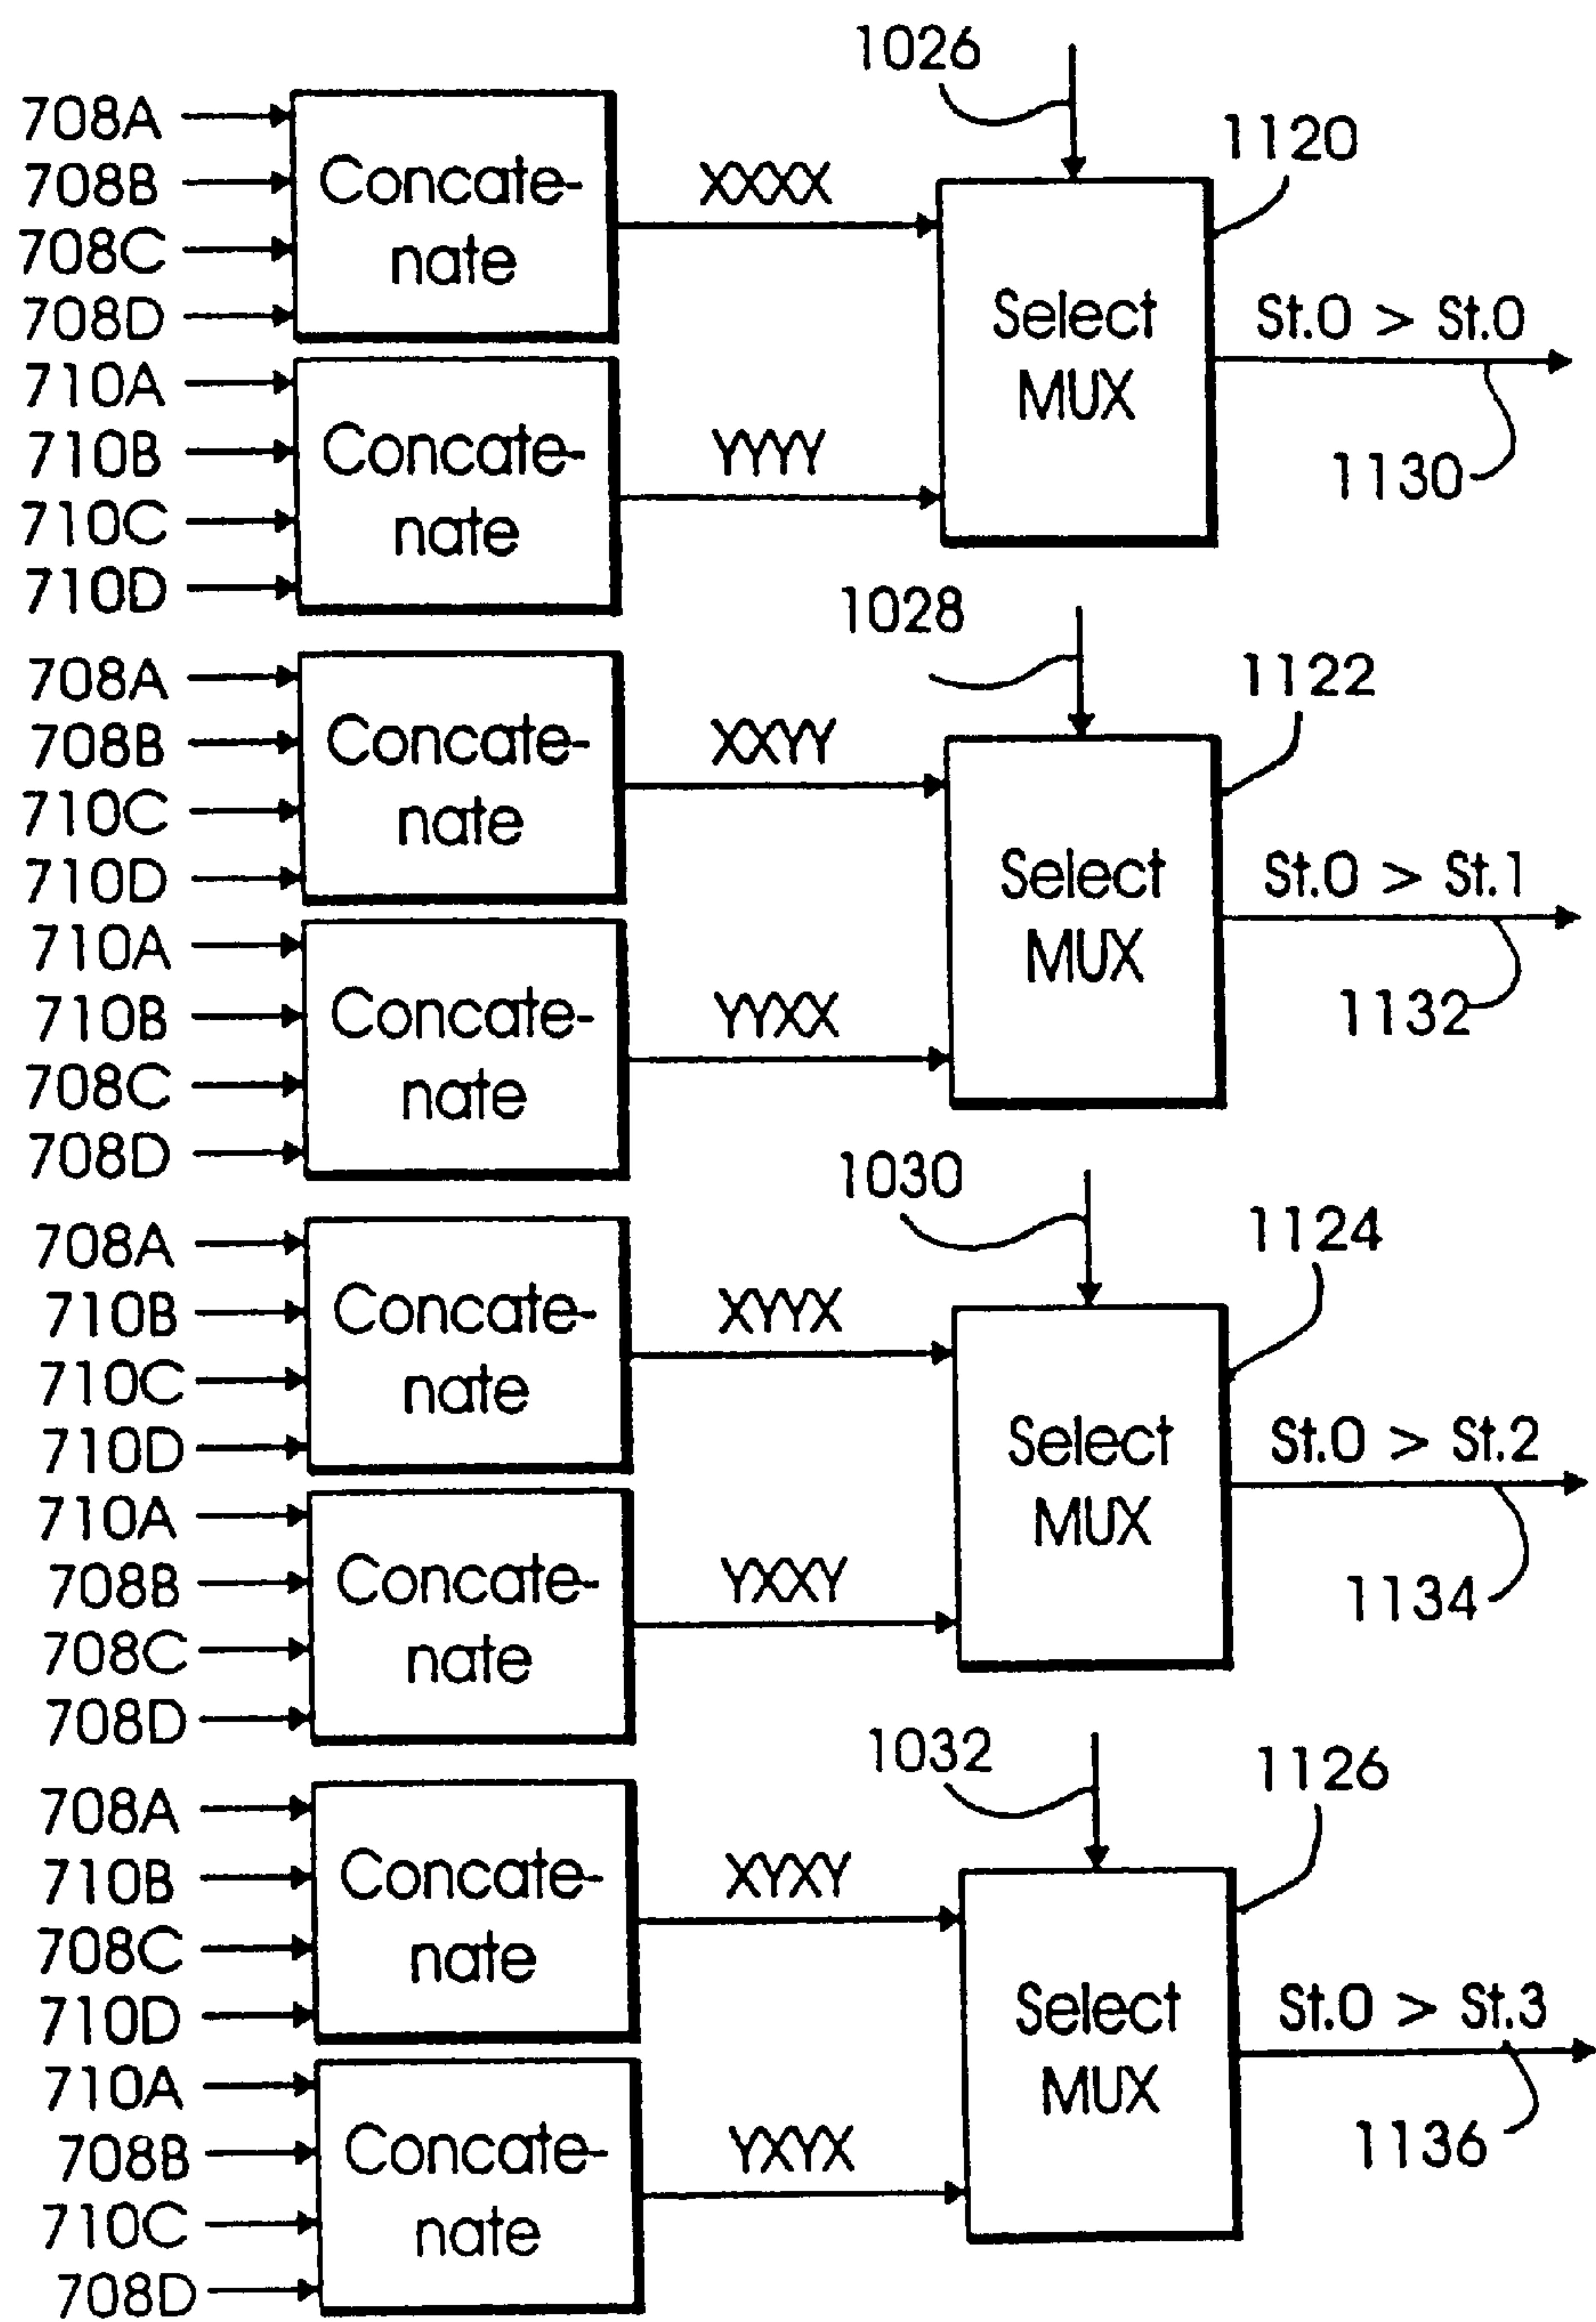 1026
708A
708B
708C
708D
Concate-
nate
XXXX
1120
Select
MUX
St.0 > St.0
1130
710A
710B
710C
710D
Concate-
nate
YYYY
1028
708A
708B
710C
710D
Concate-
nate
XXYY
1122
Select
MUX
St.0 > St.1
1132
710A
710B
708C
708D
Concate-
nate
YYXX
1030
708A
710B
710C
710D
Concate-
nate
XYYX
1124
Select
MUX
St.0 > St.2
1134
710A
708B
708C
708D
Concate-
nate
YXXY
1032
708A
710B
708C
710D
Concate-
nate
XYXY
1126
Select
MUX
St.0 > St.3
1136
710A
708B
710C
708D
Concate-
nate
YXYX